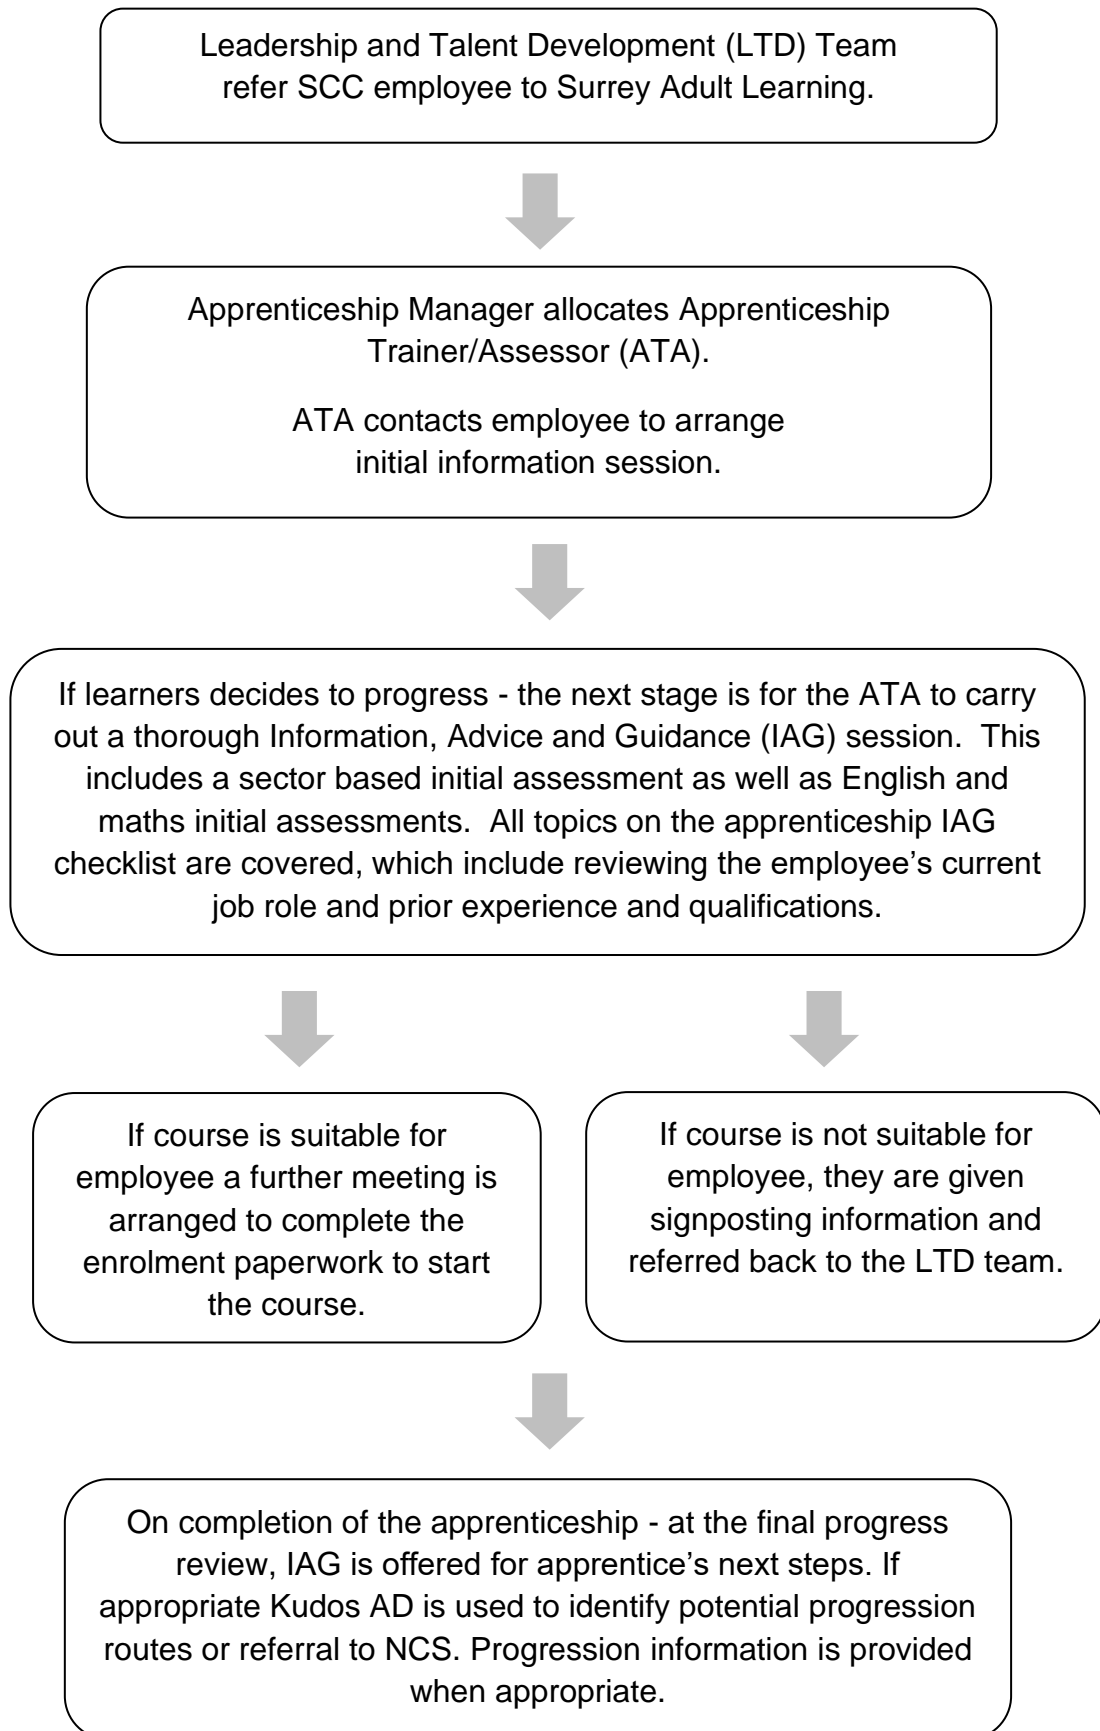 Leadership and Talent Development (LTD) Team
refer SCC employee to Surrey Adult Learning.
Apprenticeship Manager allocates Apprenticeship
Trainer/Assessor (ATA).
ATA contacts employee to arrange
initial information session.
If learners decides to progress - the next stage is for the ATA to carry
out a thorough Information, Advice and Guidance (IAG) session.  This
includes a sector based initial assessment as well as English and
maths initial assessments.  All topics on the apprenticeship IAG
checklist are covered, which include reviewing the employee’s current
job role and prior experience and qualifications.
If course is suitable for
employee a further meeting is
arranged to complete the
enrolment paperwork to start
the course.
If course is not suitable for
employee, they are given
signposting information and
referred back to the LTD team.
On completion of the apprenticeship - at the final progress
review, IAG is offered for apprentice’s next steps. If
appropriate Kudos AD is used to identify potential progression
routes or referral to NCS. Progression information is provided
when appropriate.